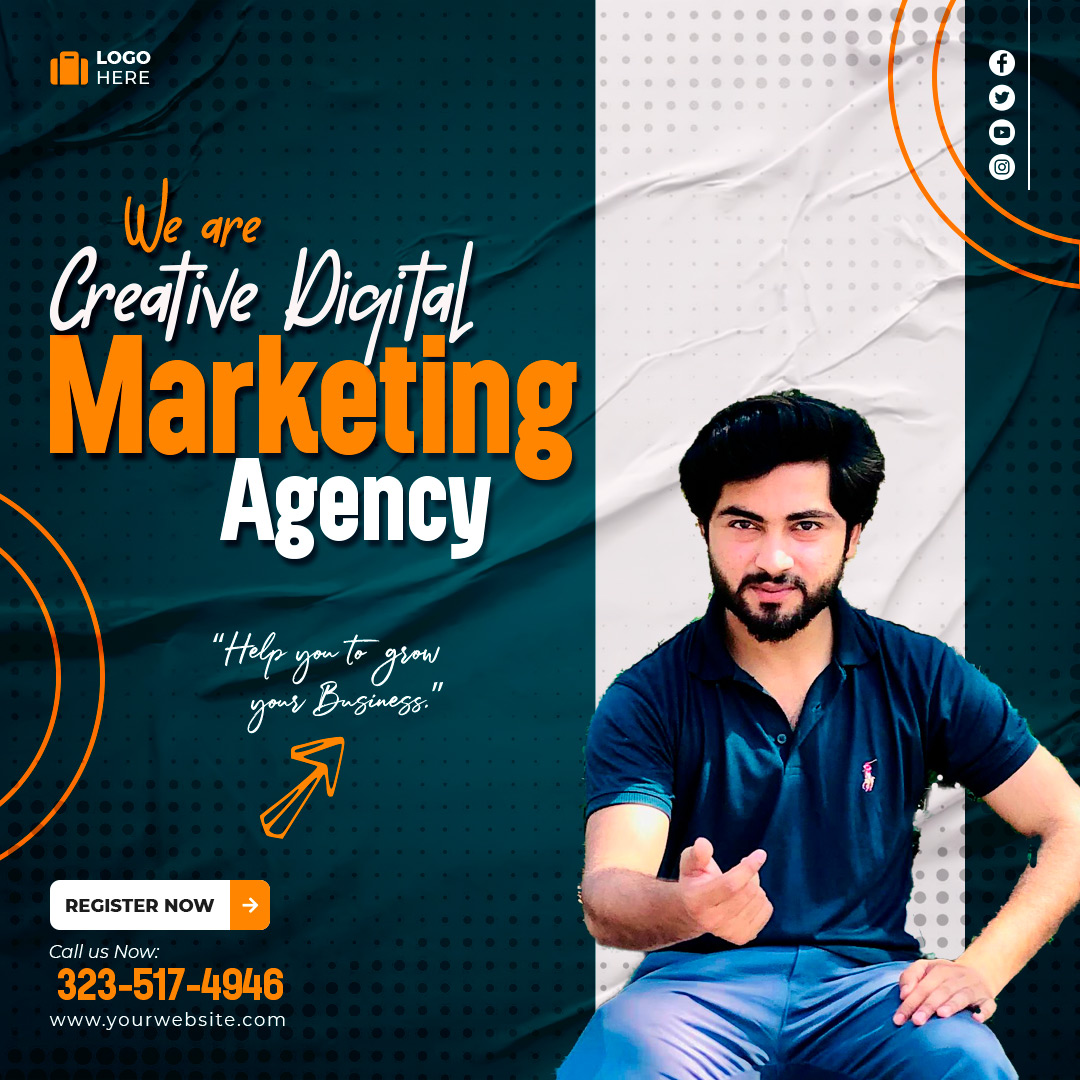 LOGO
HERE
We are
Creative Digital
Marketing
Agency
“Help you to grow
your Business.”
REGISTER NOW
Call us Now:
323-517-4946
www.yourwebsite.com